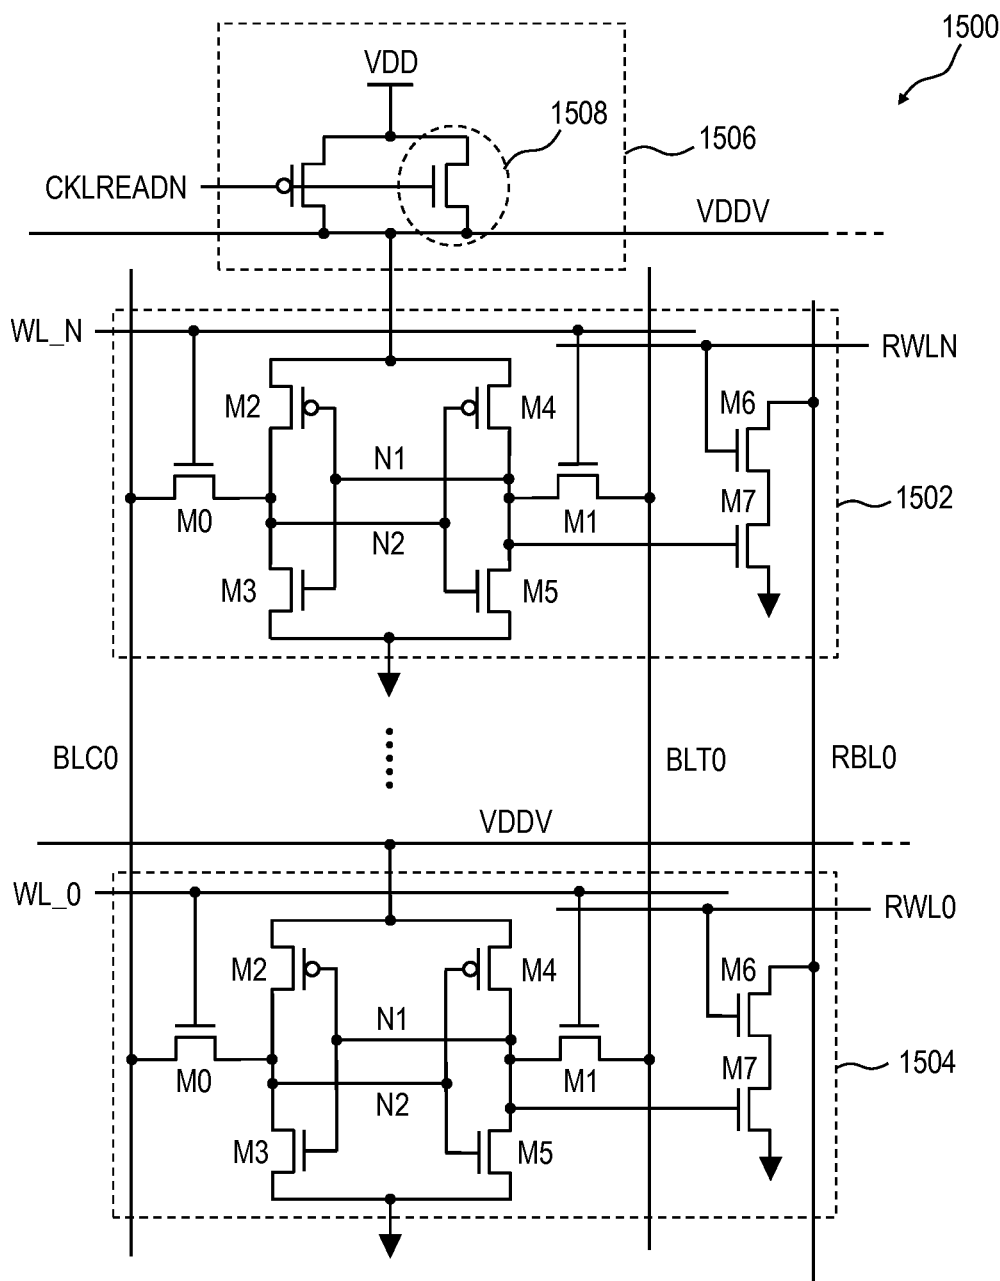 1500
VDD
1508
1506
CKLREADN
VDDV
WL_N
RWLN
M2
M4
M6
N1
M7
1502
M0
M1
N2
M3
M5
BLC0
BLT0
RBL0
VDDV
WL_0
RWL0
M2
M4
M6
N1
M7
1504
M0
M1
N2
M3
M5